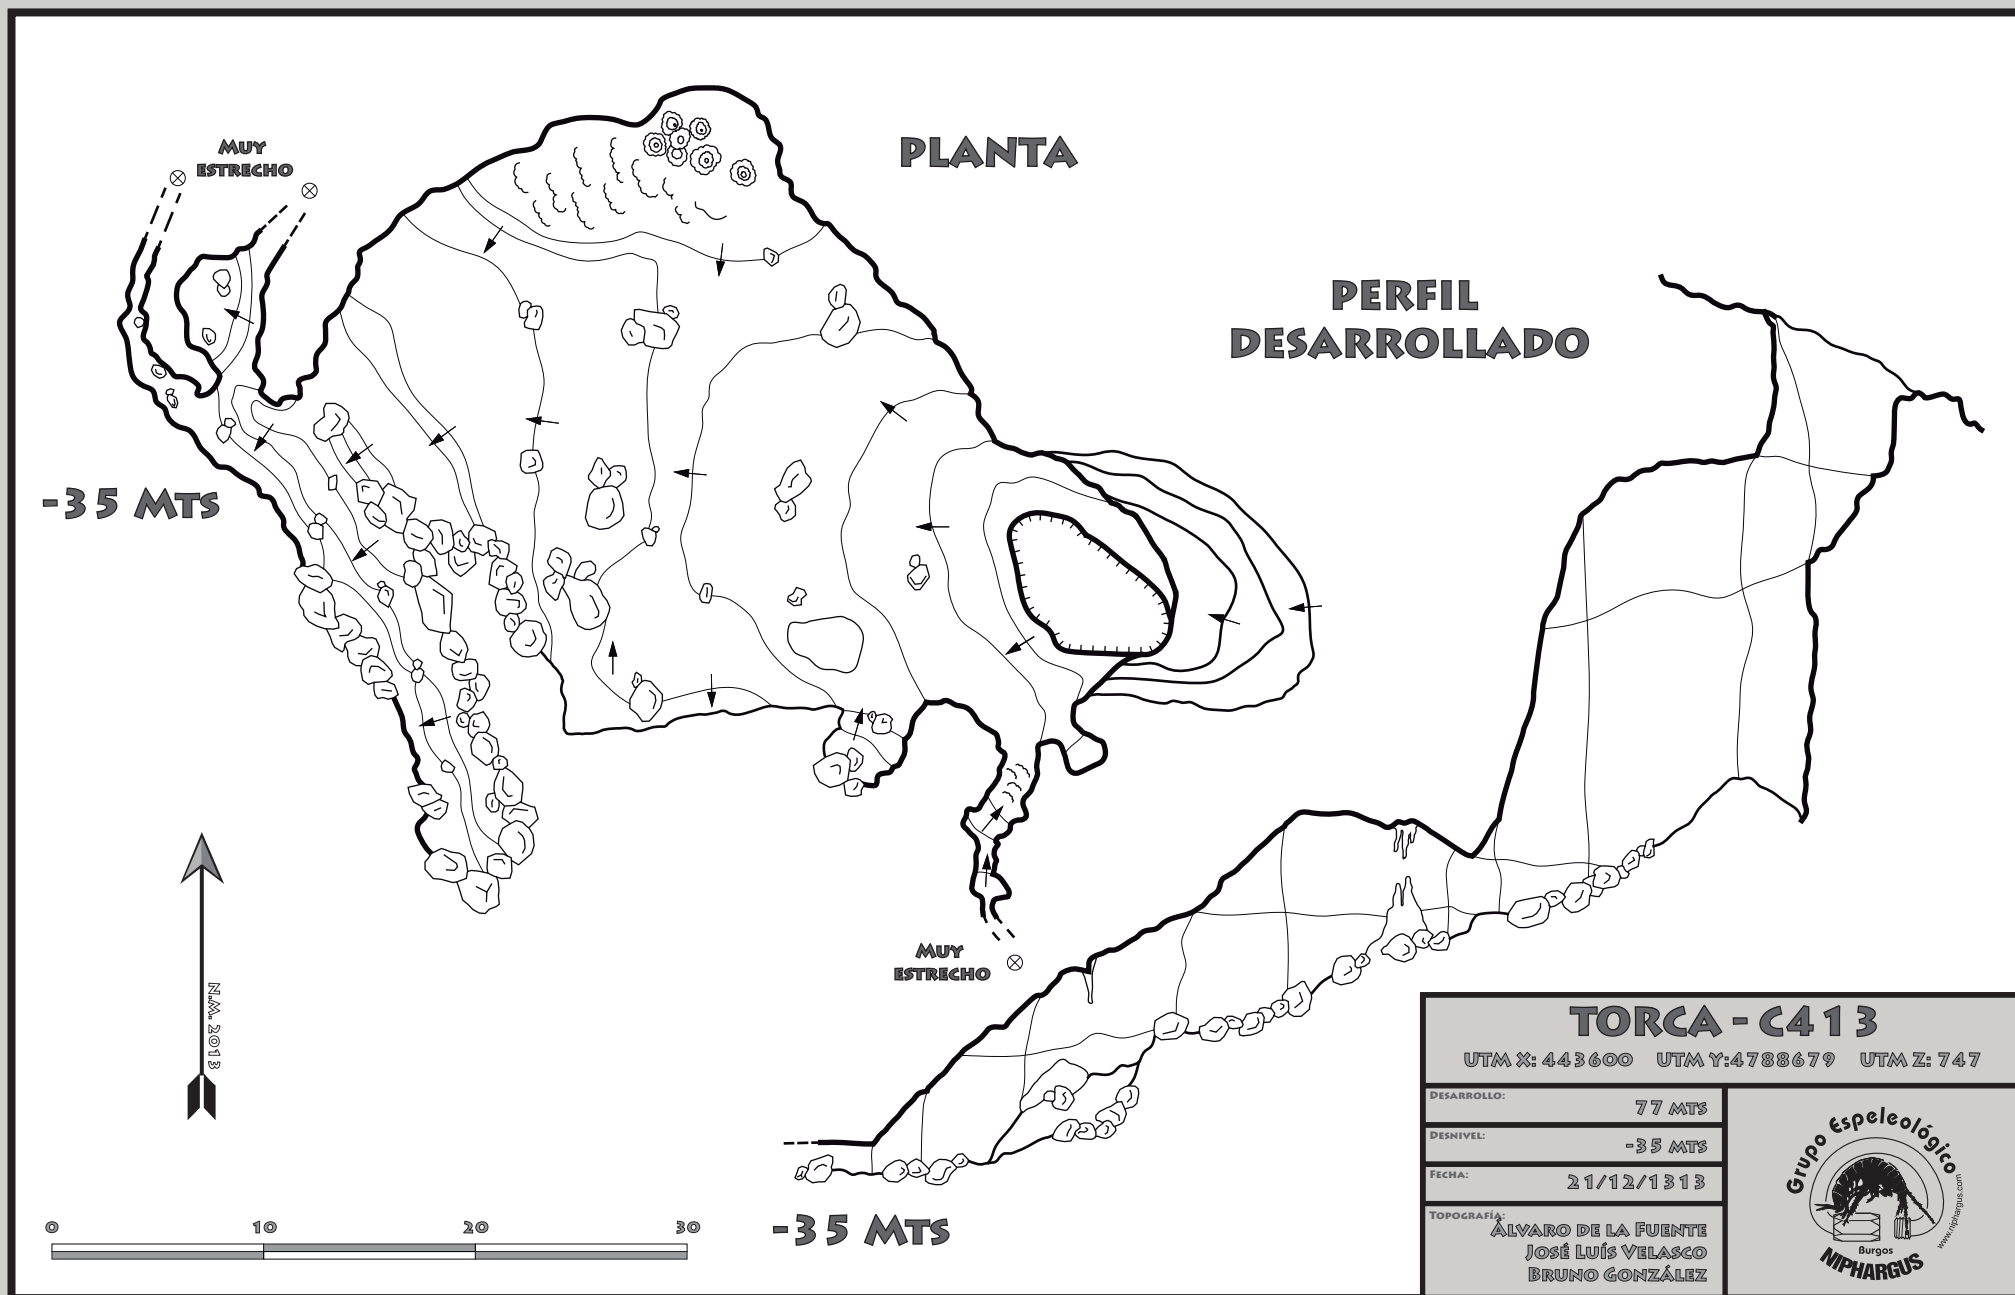 MUY
ESTRECHO
PLANTA
PERFIL
DESARROLLADO
-35 MTS
N.M. 2013
MUY
ESTRECHO
0 10 20 30
-35 MTS
TORCA - C413
UTM X: 443600 UTM Y:4788679 UTM Z: 747
DESARROLLO:
77 MTS
DESNIVEL:
-35 MTS
FECHA:
21/12/1313
TOPOGRAFÍA:
ÁLVARO DE LA FUENTE
JOSÉ LUÍS VELASCO
BRUNO GONZÁLEZ
Grupo Espeleológico
www.niphargus.com
Burgos
NIPHARGUS